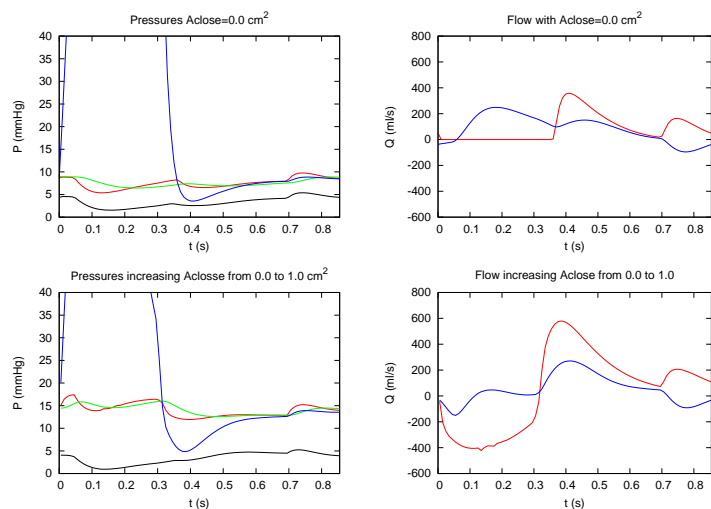 Pressures Aclose=0.0 cm²
P (mmHg)
40
35
30
25
20
15
10
5
0
0 0.1 0.2 0.3 0.4 0.5 0.6 0.7 0.8
t (s)
Flow with Aclose=0.0 cm²
Q (ml/s)
800
600
400
200
0
-200
-400
-600
0 0.1 0.2 0.3 0.4 0.5 0.6 0.7 0.8
t (s)
Pressures increasing Aclosse from 0.0 to 1.0 cm²
P (mmHg)
40
35
30
25
20
15
10
5
0
0 0.1 0.2 0.3 0.4 0.5 0.6 0.7 0.8
t (s)
Flow increasing Aclose from 0.0 to 1.0
Q (ml/s)
800
600
400
200
0
-200
-400
-600
0 0.1 0.2 0.3 0.4 0.5 0.6 0.7 0.8
t (s)